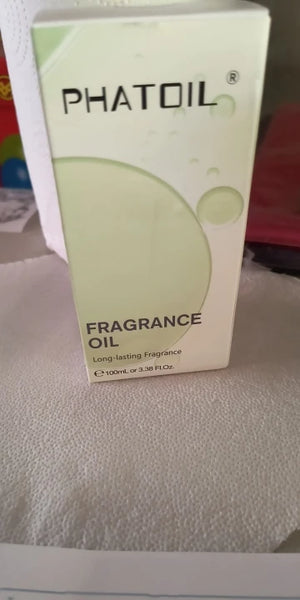 PHATOIL ®
FRAGRANCE
OIL
Long-lasting Fragrance
℮ 100mL or 3.38 Fl.Oz.